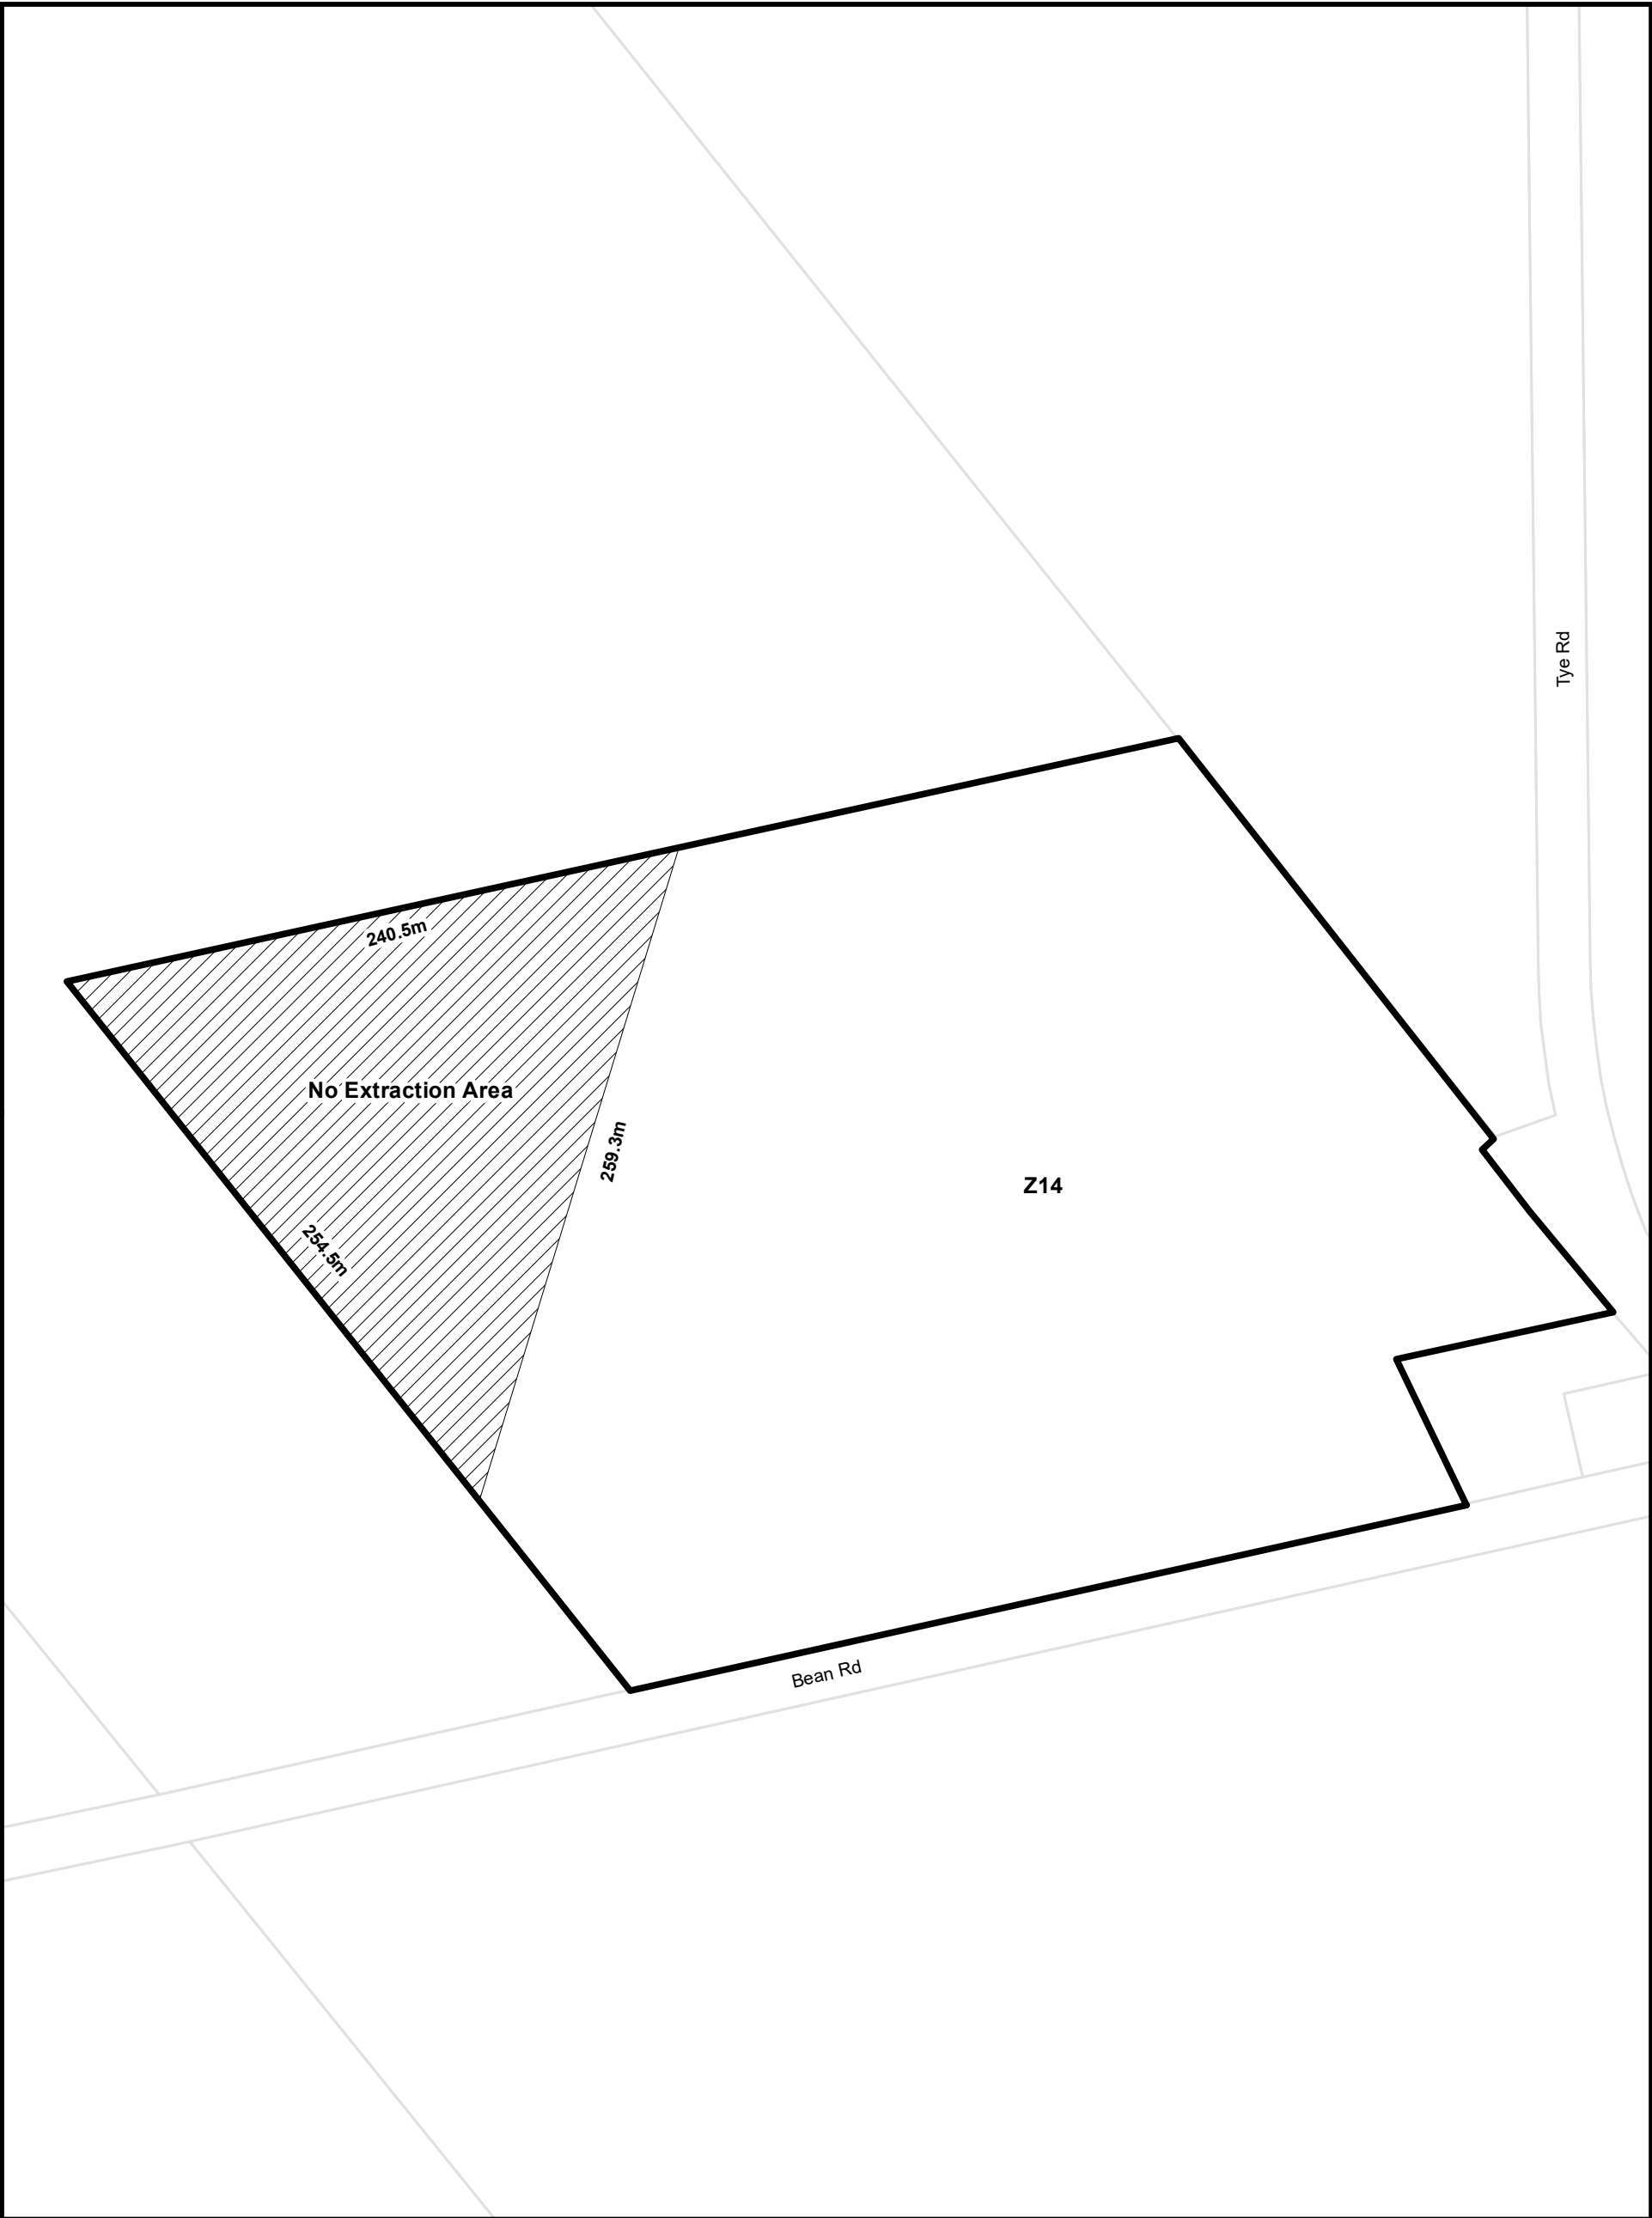 Tye Rd
240.5m
No Extraction Area
259.3m
Z14
254.5m
Bean Rd